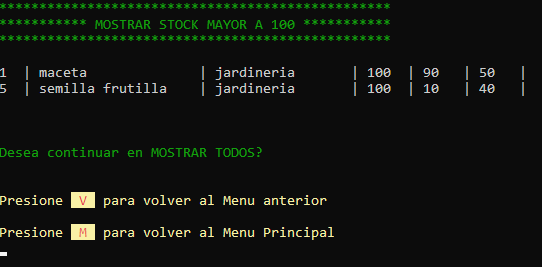 *************************************************
*********** MOSTRAR STOCK MAYOR A 100 ***********
*************************************************
1 | maceta | jardineria | 100 | 90 | 50 |
5 | semilla frutilla | jardineria | 100 | 10 | 40 |
Desea continuar en MOSTRAR TODOS?
Presione V para volver al Menu anterior
Presione M para volver al Menu Principal